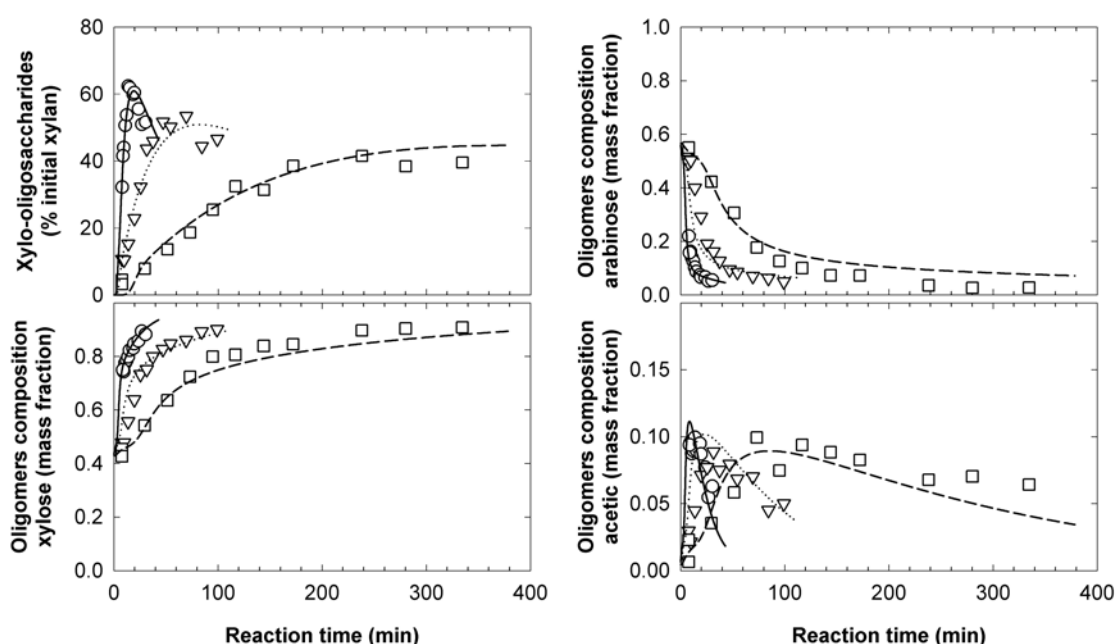 Xylo-oligosaccharides
(% initial xylan)
80
60
40
20
0
Oligomers composition
arabinose (mass fraction)
1.0
0.8
0.6
0.4
0.2
0.0
Oligomers composition
xylose (mass fraction)
0.8
0.6
0.4
0.2
0.0
0 100 200 300 400
Reaction time (min)
Oligomers composition
acetic (mass fraction)
0.15
0.10
0.05
0.00
0 100 200 300 400
Reaction time (min)